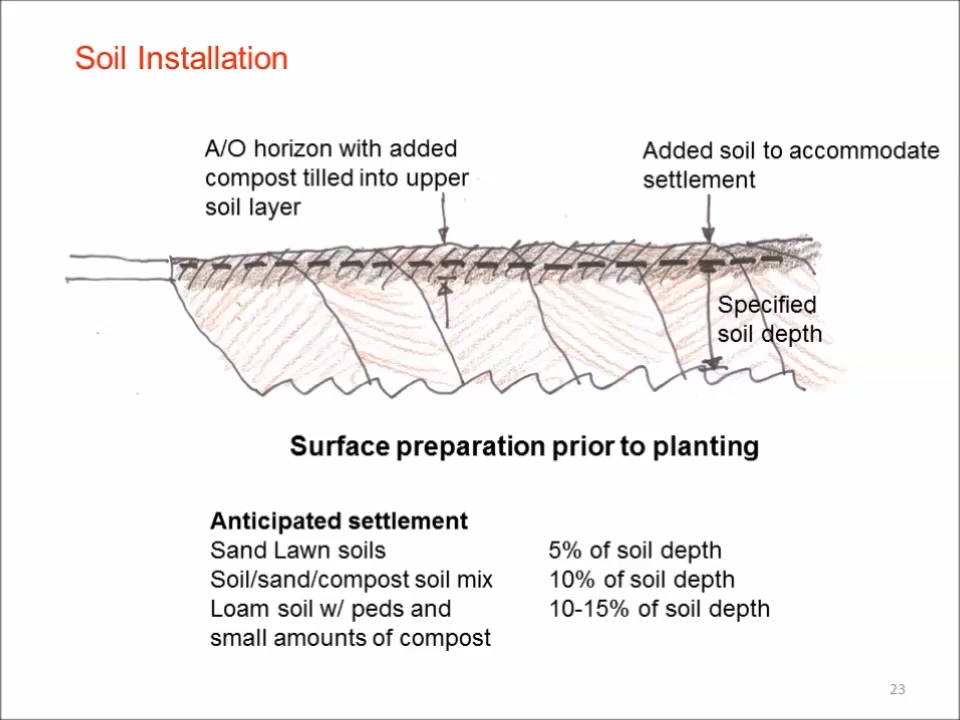 Soil Installation
A/O horizon with added
compost tilled into upper
soil layer
Added soil to accommodate
settlement
Specified
soil depth
Surface preparation prior to planting
Anticipated settlement
Sand Lawn soils 5% of soil depth
Soil/sand/compost soil mix 10% of soil depth
Loam soil w/ peds and 10-15% of soil depth
small amounts of compost
23